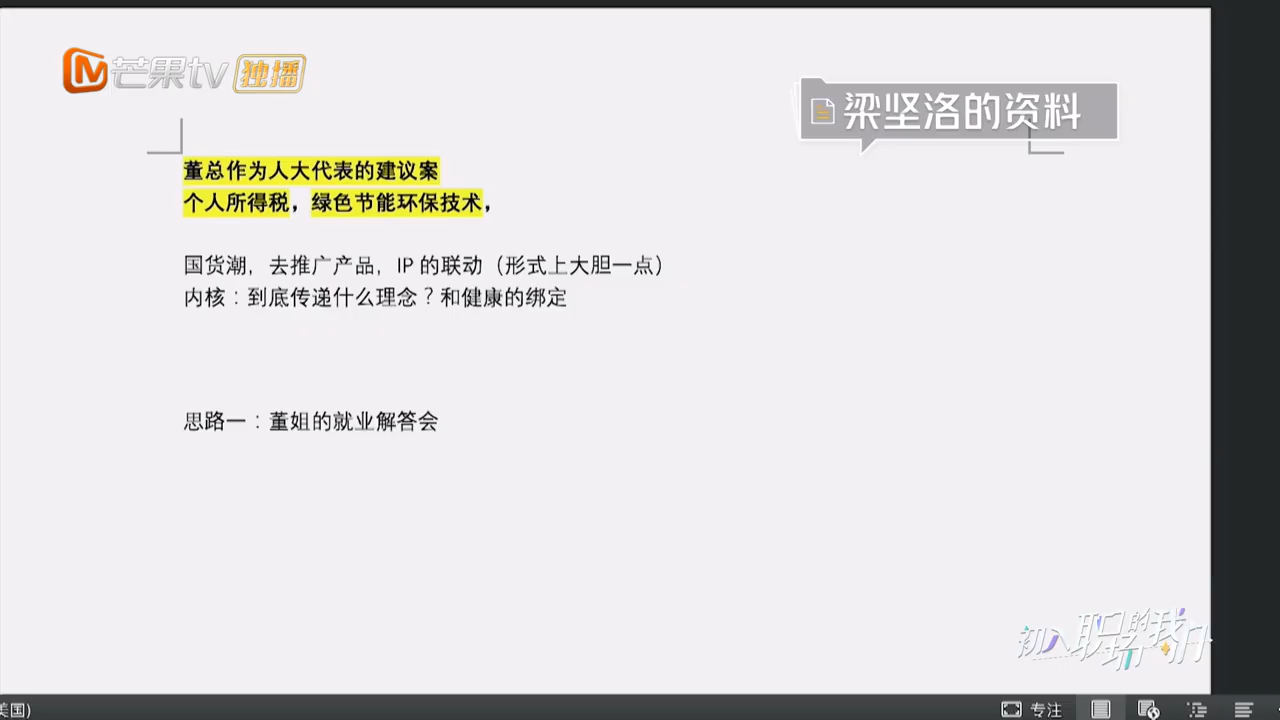 芒果tv 独播
梁坚洛的资料
董总作为人大代表的建议案
个人所得税，绿色节能环保技术，
国货潮，去推广产品，IP 的联动（形式上大胆一点）
内核：到底传递什么理念？和健康的绑定
思路一：董姐的就业解答会
初入职场的我们
美国)
专注